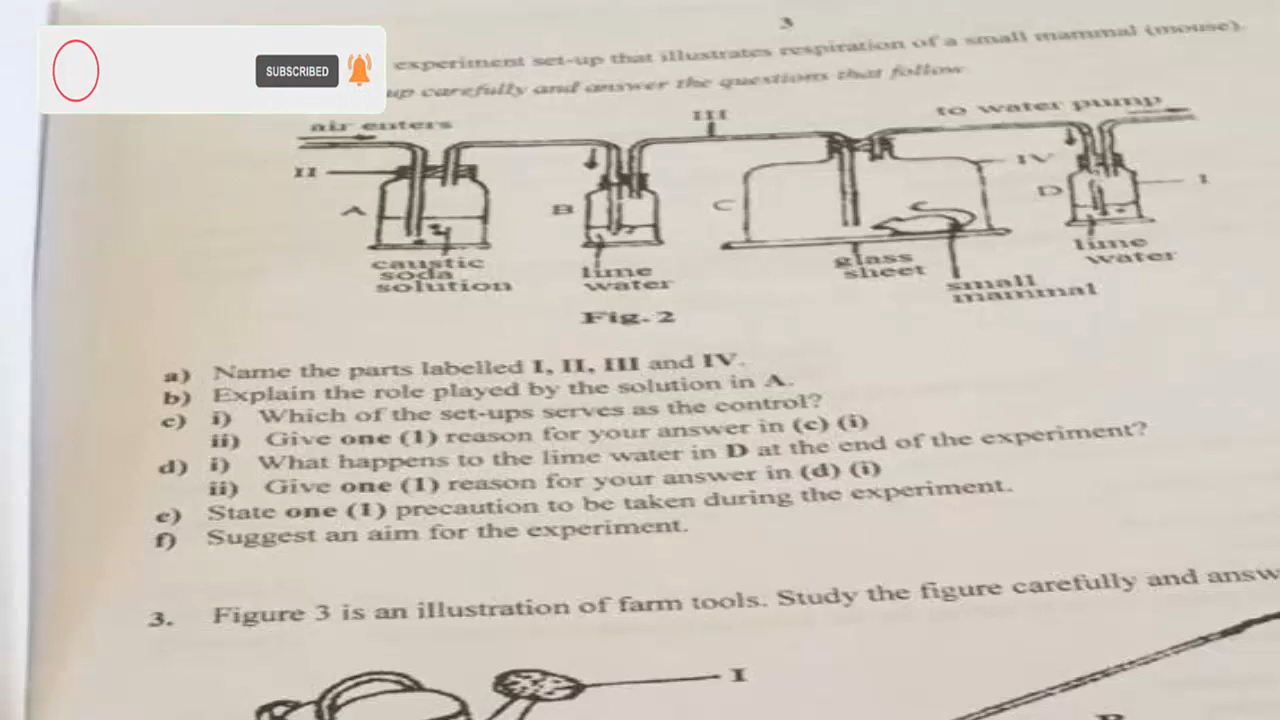 3
SUBSCRIBED
experiment set-up that illustrates respiration of a small mammal (mouse).
up carefully and answer the questions that follow.
air enters
III
to water pump
II
IV
A
B
C
D
I
caustic soda solution
lime water
glass sheet
small mammal
lime water
Fig. 2
a) Name the parts labelled I, II, III and IV.
b) Explain the role played by the solution in A.
c) i) Which of the set-ups serves as the control?
ii) Give one (1) reason for your answer in (c) (i)
d) i) What happens to the lime water in D at the end of the experiment?
ii) Give one (1) reason for your answer in (d) (i)
e) State one (1) precaution to be taken during the experiment.
f) Suggest an aim for the experiment.
3. Figure 3 is an illustration of farm tools. Study the figure carefully and answ
I